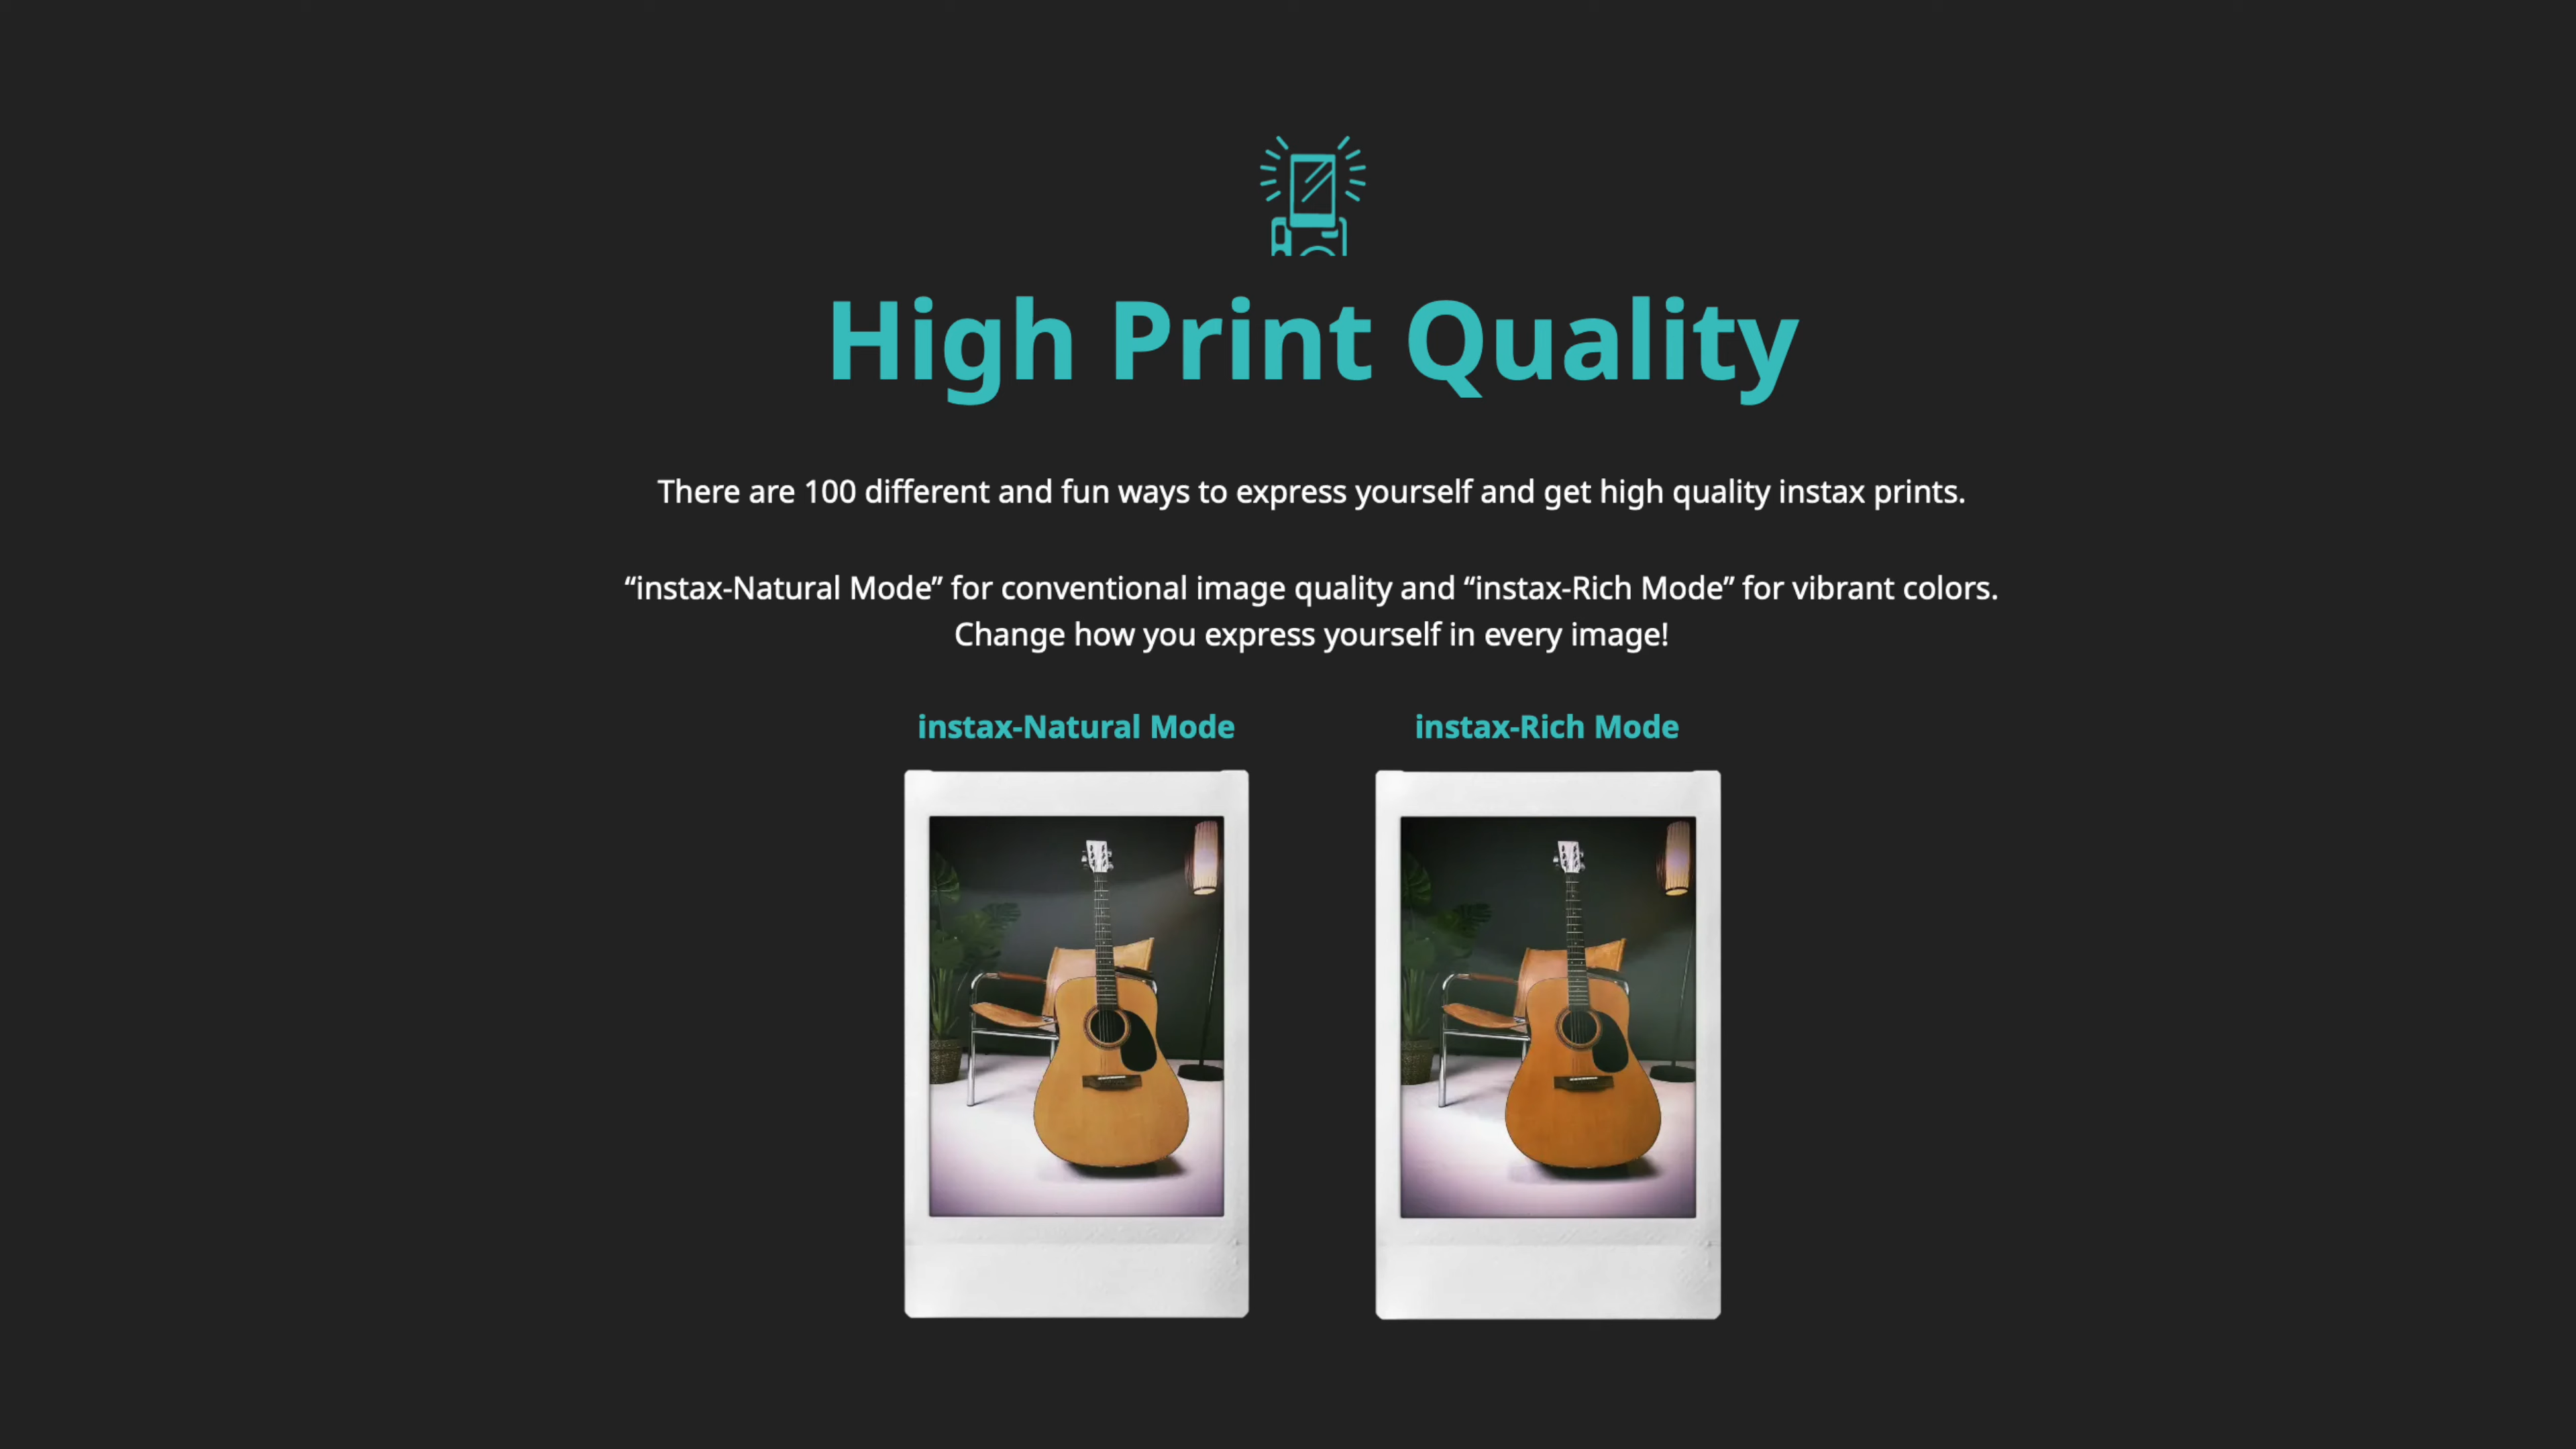 High Print Quality
There are 100 different and fun ways to express yourself and get high quality instax prints.
“instax-Natural Mode” for conventional image quality and “instax-Rich Mode” for vibrant colors.
Change how you express yourself in every image!
instax-Natural Mode
instax-Rich Mode